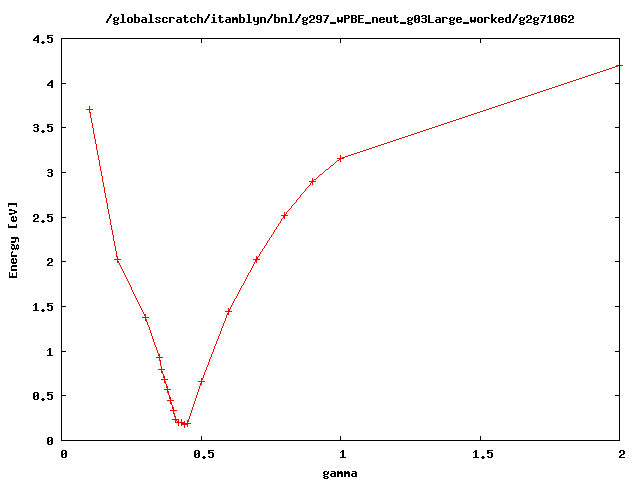 /globalscratch/itamblyn/bnl/g297_wPBE_neut_g03Large_worked/g2g71062
4.5
4
3.5
3
2.5
2
1.5
1
0.5
0
Energy [eV]
0 0.5 1 1.5 2
gamma